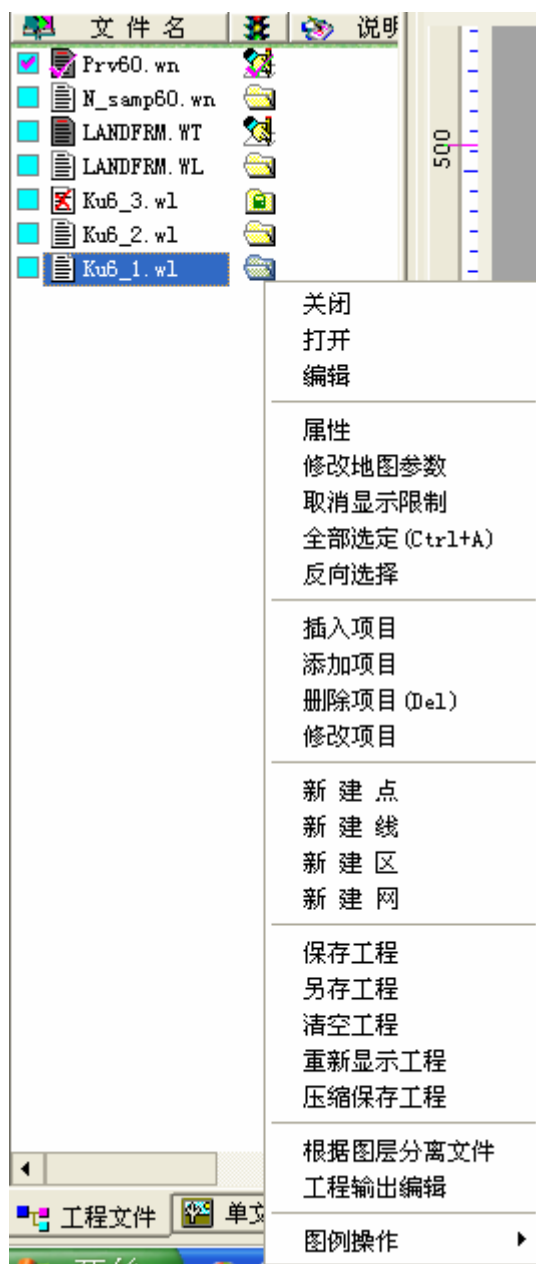 文件名 说明
Prv60.wn
N_samp60.wn
LANDFRM.WT
LANDFRM.WL
Ku6_3.wl
Ku6_2.wl
Ku6_1.wl
500
关闭
打开
编辑
属性
修改地图参数
取消显示限制
全部选定(Ctrl+A)
反向选择
插入项目
添加项目
删除项目(Del)
修改项目
新 建 点
新 建 线
新 建 区
新 建 网
保存工程
另存工程
清空工程
重新显示工程
压缩保存工程
根据图层分离文件
工程输出编辑
图例操作
工程文件 单文